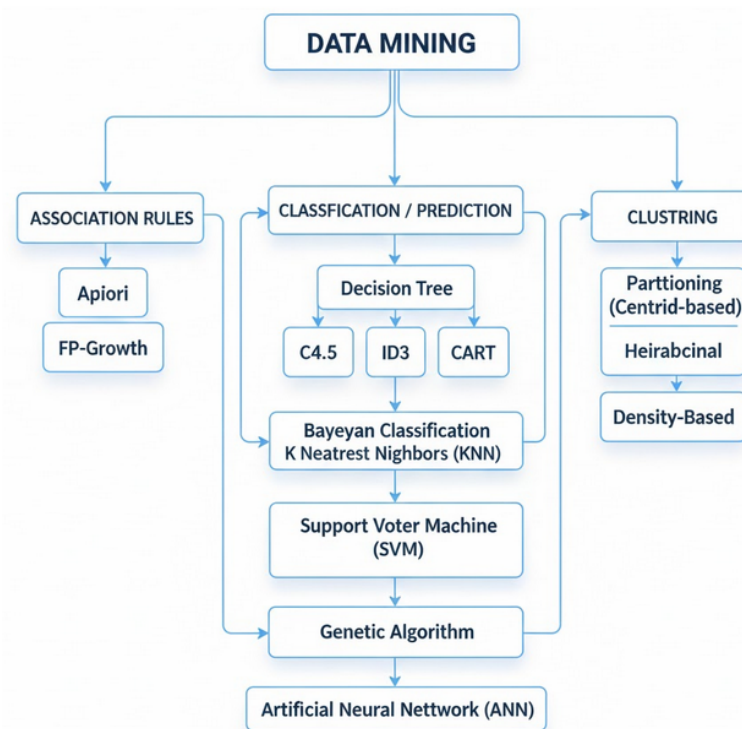 DATA MINING
ASSOCIATION RULES
Apiori
FP-Growth
CLASSFICATION / PREDICTION
Decision Tree
C4.5
ID3
CART
Bayeyan Classification
K Neatrest Nighbors (KNN)
Support Voter Machine
(SVM)
Genetic Algorithm
Artificial Neural Nettwork (ANN)
CLUSTRING
Parttioning
(Centrid-based)
Heirabcinal
Density-Based